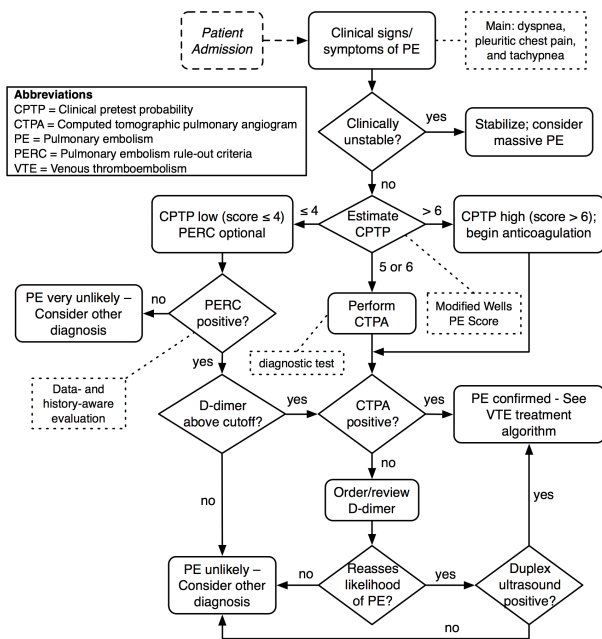 Patient
Admission
Clinical signs/
symptoms of PE
Main: dyspnea,
pleuritic chest pain,
and tachypnea
Abbreviations
CPTP = Clinical pretest probability
CTPA = Computed tomographic pulmonary angiogram
PE = Pulmonary embolism
PERC = Pulmonary embolism rule-out criteria
VTE = Venous thromboembolism
Clinically
unstable?
yes
Stabilize; consider
massive PE
no
CPTP low (score ≤ 4)
PERC optional
≤ 4
Estimate
CPTP
> 6
CPTP high (score > 6);
begin anticoagulation
5 or 6
PE very unlikely –
Consider other
diagnosis
no
PERC
positive?
Perform
CTPA
Modified Wells
PE Score
diagnostic test
yes
Data- and
history-aware
evaluation
D-dimer
above cutoff?
yes
CTPA
positive?
yes
PE confirmed - See
VTE treatment
algorithm
no
no
Order/review
D-dimer
yes
PE unlikely –
Consider other
diagnosis
no
Reasses
likelihood
of PE?
yes
Duplex
ultrasound
positive?
no